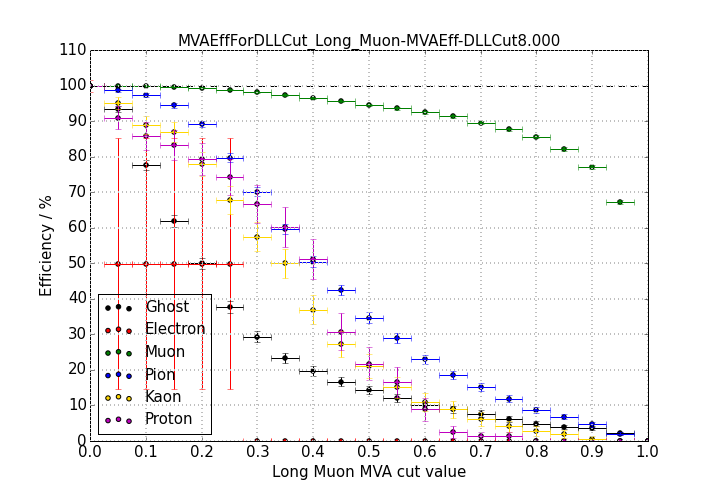 MVAEffForDLLCut_Long_Muon-MVAEff-DLLCut8.000
110
100
90
80
70
60
50
40
30
20
10
0
Efficiency / %
Ghost
Electron
Muon
Pion
Kaon
Proton
0.0 0.1 0.2 0.3 0.4 0.5 0.6 0.7 0.8 0.9 1.0
Long Muon MVA cut value